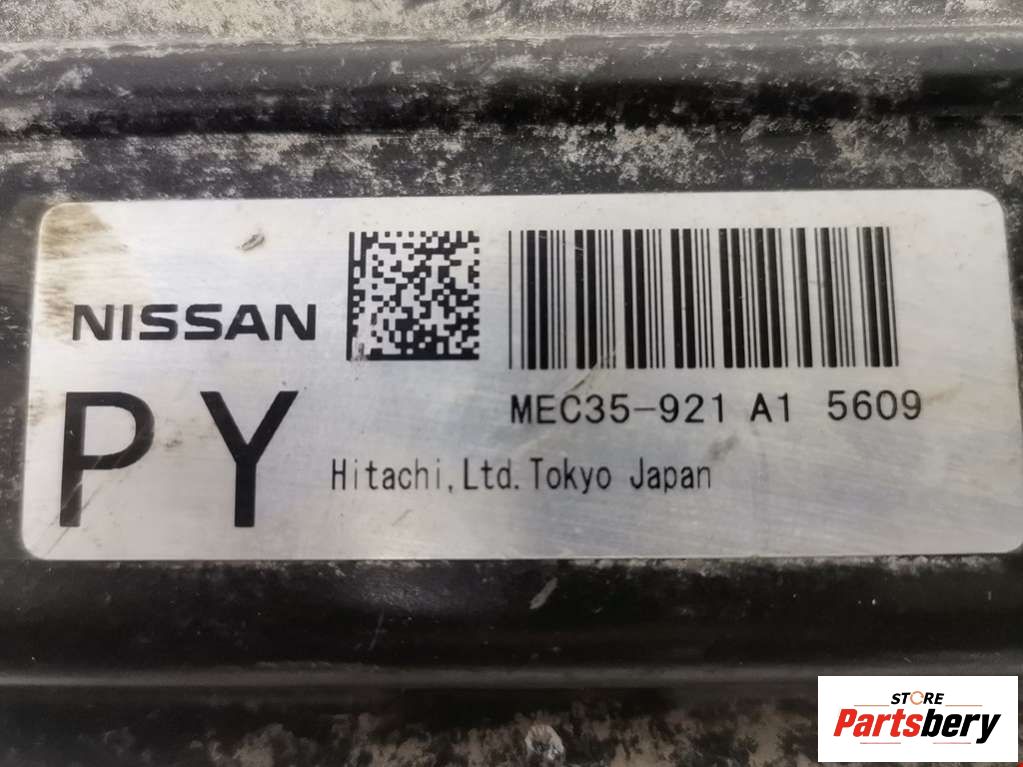 NISSAN
PY
MEC35-921 A1 5609
Hitachi,Ltd.Tokyo Japan
STORE
Partsbery